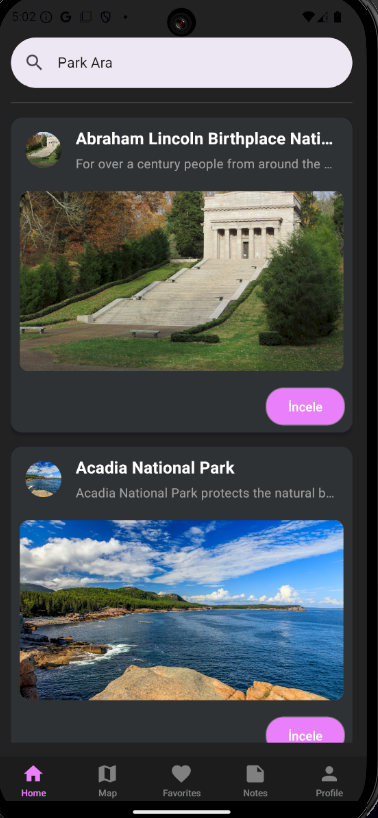 5:02
Park Ara
Abraham Lincoln Birthplace Nati...
For over a century people from around the ...
İncele
Acadia National Park
Acadia National Park protects the natural b...
İncele
Home Map Favorites Notes Profile